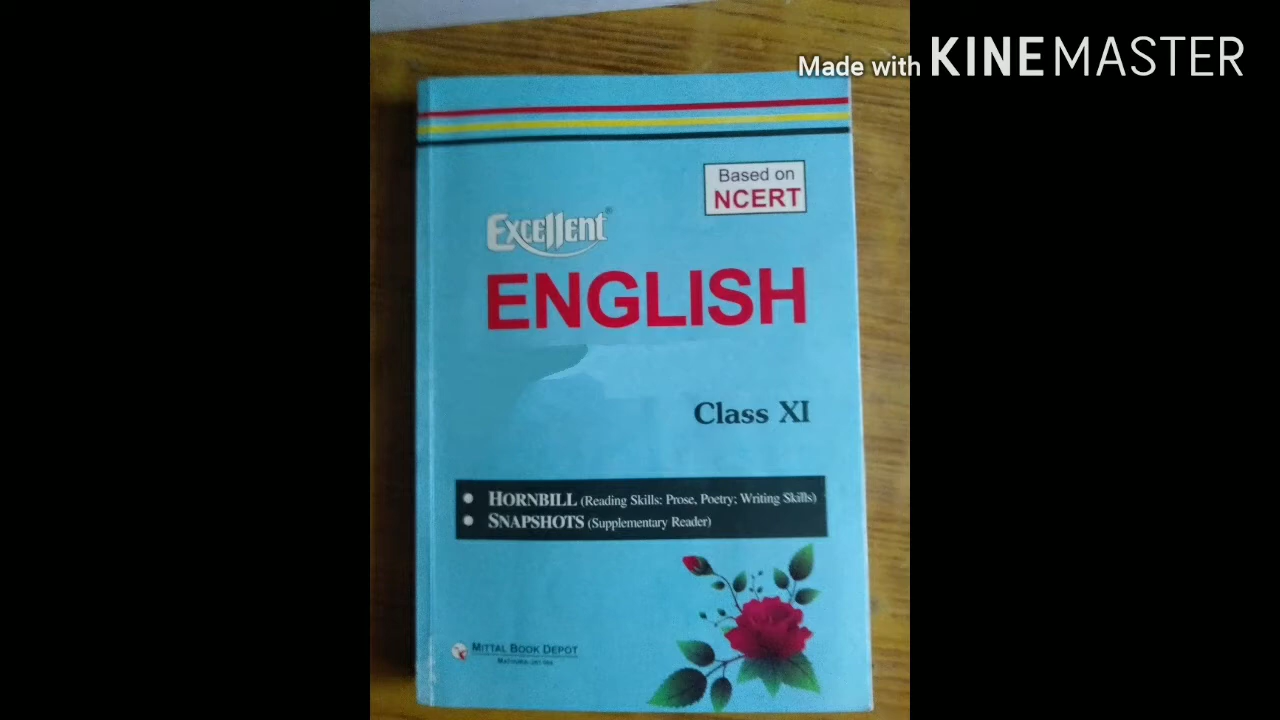 Made with KINEMASTER
Based on
NCERT
Excellent®
ENGLISH
Class XI
• HORNBILL (Reading Skills: Prose, Poetry; Writing Skills)
• SNAPSHOTS (Supplementary Reader)
MITTAL BOOK DEPOT